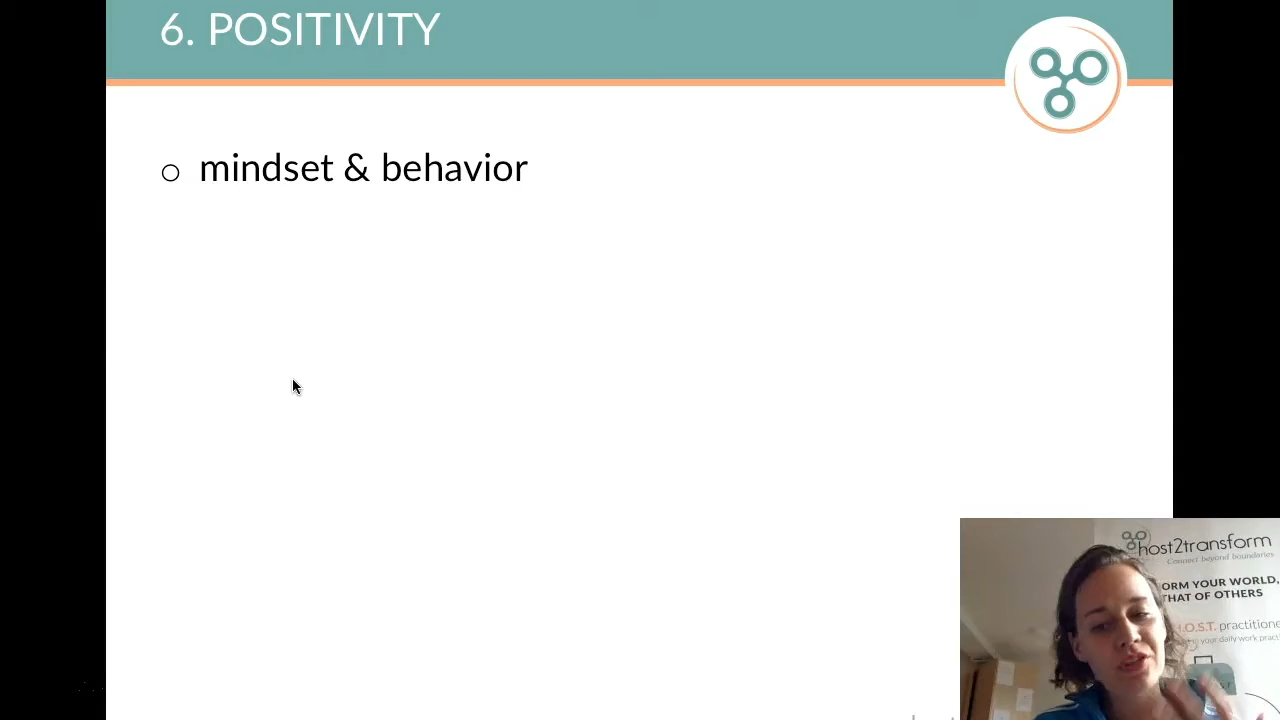 6. POSITIVITY
o mindset & behavior
host2transform
Connect beyond boundaries
ORM YOUR WORLD,
THAT OF OTHERS
.O.S.T. practitione